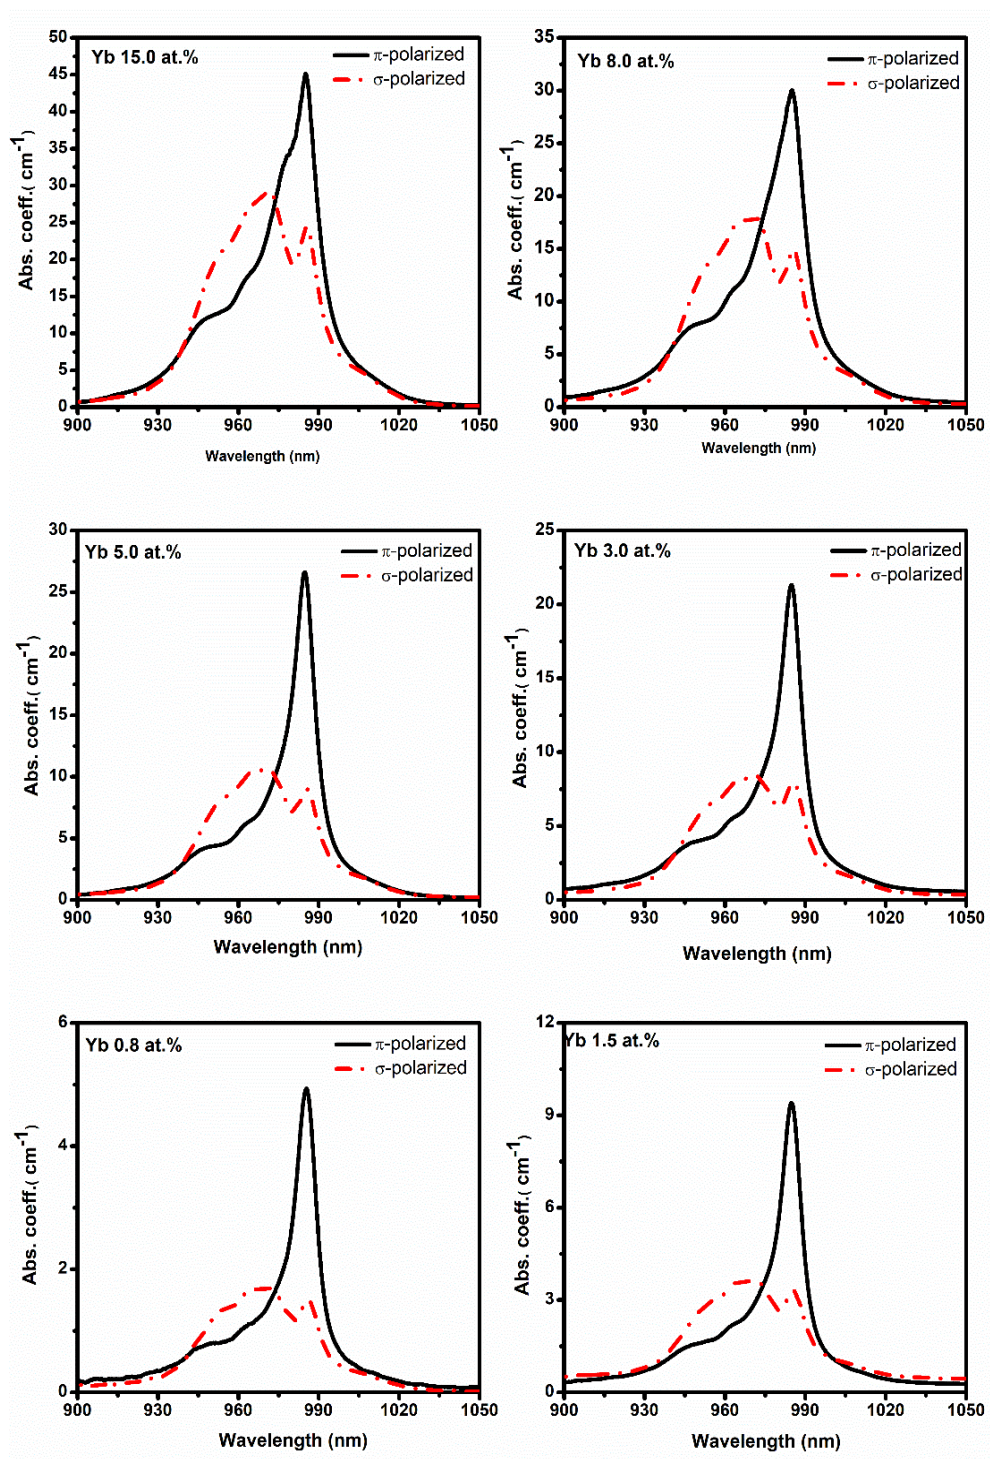 Yb 15.0 at.%
π-polarized
σ-polarized
50
45
40
35
30
25
20
15
10
5
0
Abs. coeff.( cm-1)
900 930 960 990 1020 1050
Wavelength (nm)
Yb 8.0 at.%
π-polarized
σ-polarized
35
30
25
20
15
10
5
0
Abs. coeff.( cm-1)
900 930 960 990 1020 1050
Wavelength (nm)
Yb 5.0 at.%
π-polarized
σ-polarized
30
25
20
15
10
5
0
Abs. coeff.( cm-1)
900 930 960 990 1020 1050
Wavelength (nm)
Yb 3.0 at.%
π-polarized
σ-polarized
25
20
15
10
5
0
Abs. coeff.( cm-1)
900 930 960 990 1020 1050
Wavelength (nm)
Yb 0.8 at.%
π-polarized
σ-polarized
6
4
2
0
Abs. coeff.( cm-1)
900 930 960 990 1020 1050
Wavelength (nm)
Yb 1.5 at.%
π-polarized
σ-polarized
12
9
6
3
0
Abs. coeff.( cm-1)
900 930 960 990 1020 1050
Wavelength (nm)